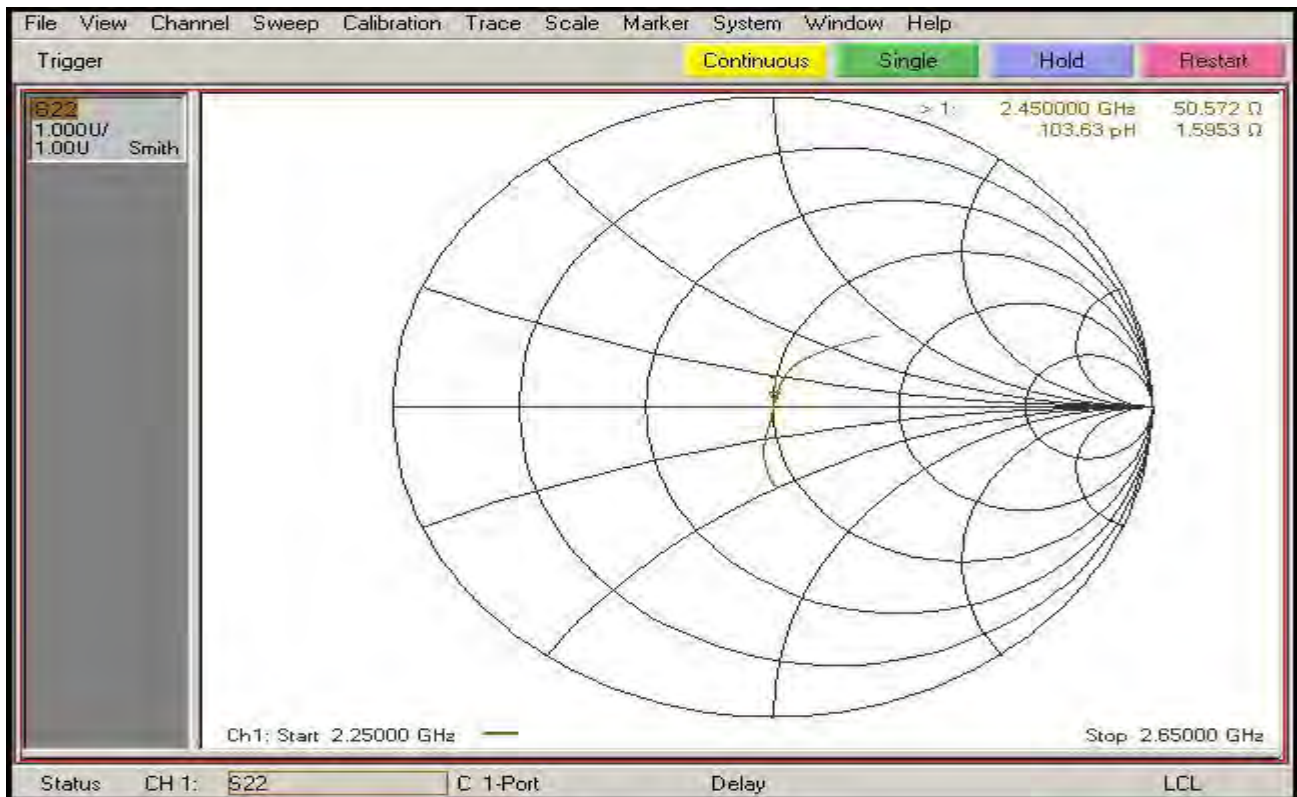 File View Channel Sweep Calibration Trace Scale Marker System Window Help
Trigger Continuous Single Hold Restart
S22
1.000U/
1.00U Smith
> 1: 2.450000 GHz 50.572 Ω
103.63 pH 1.5953 Ω
Ch1: Start 2.25000 GHz Stop 2.65000 GHz
Status CH 1: S22 C 1-Port Delay LCL